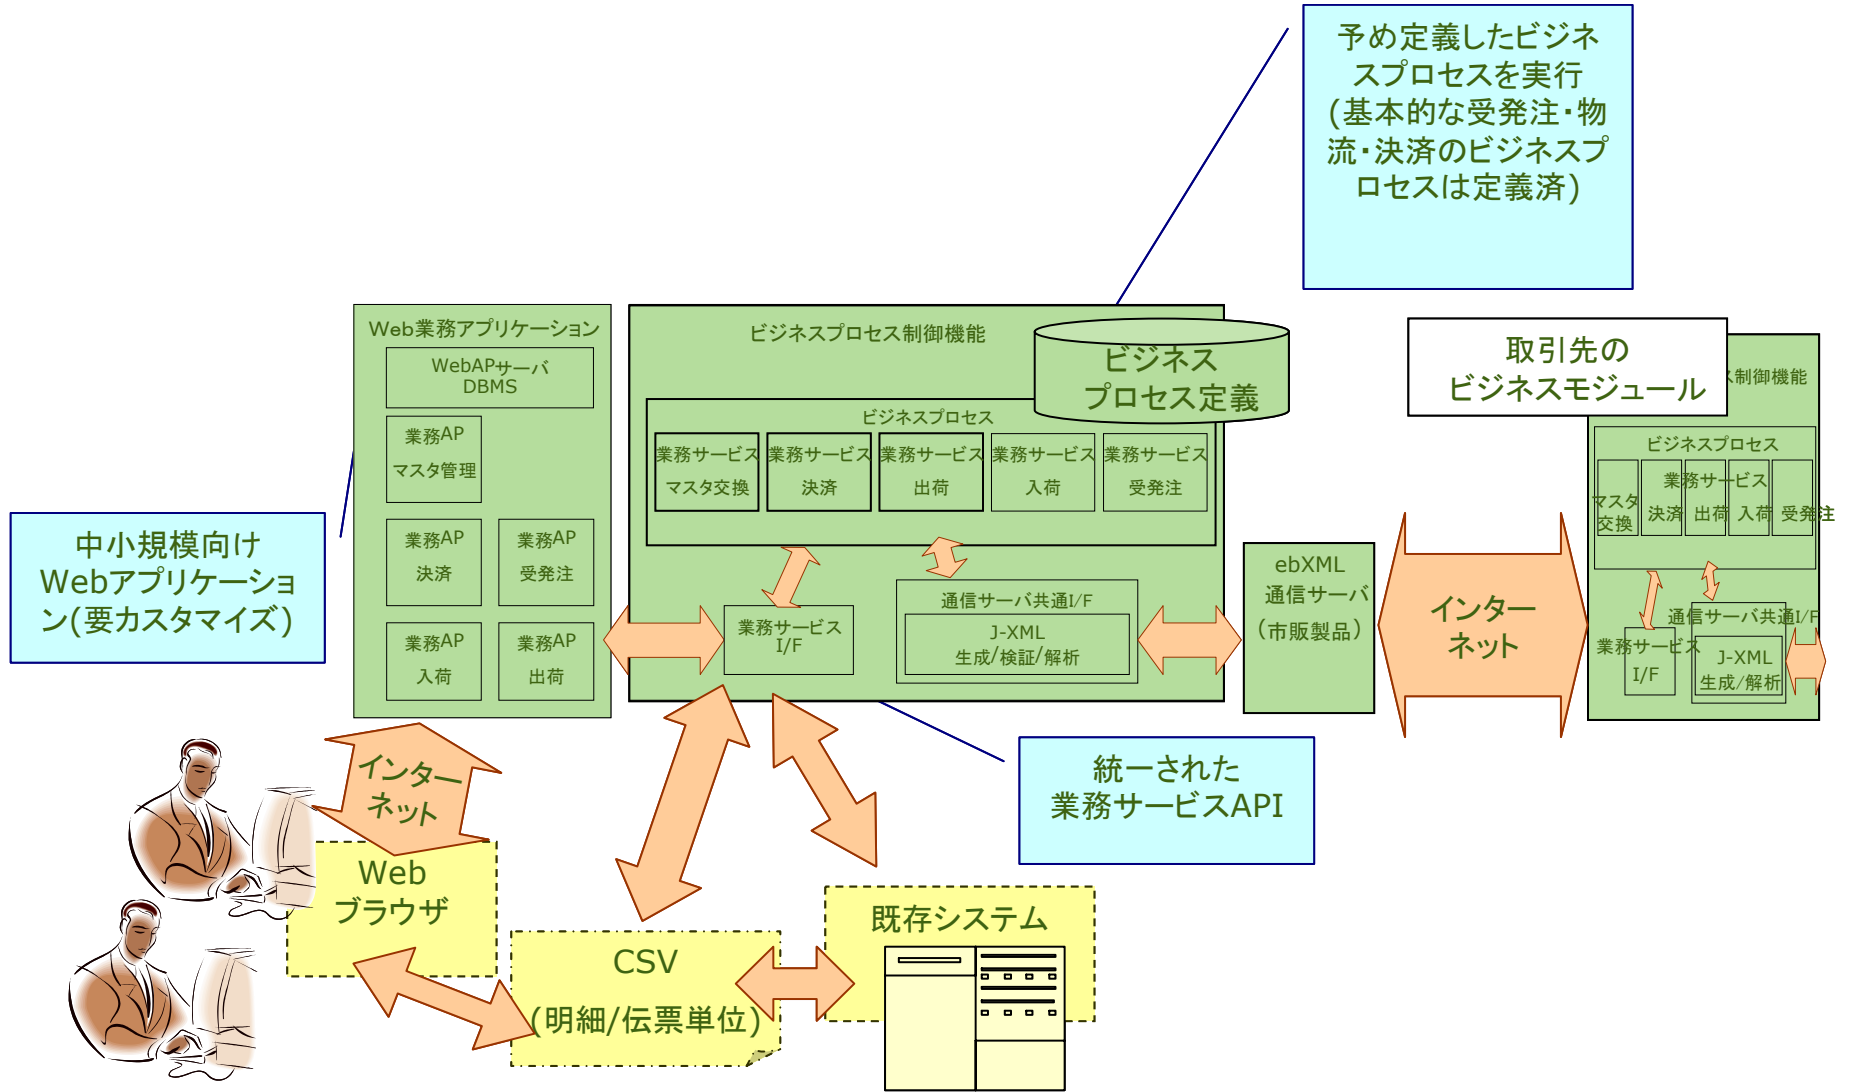 予め定義したビジネ
スプロセスを実行
(基本的な受発注・物
流・決済のビジネスプ
ロセスは定義済)
Web業務アプリケーション
WebAPサーバ
DBMS
業務AP
マスタ管理
業務AP
決済
業務AP
受発注
業務AP
入荷
業務AP
出荷
中小規模向け
Webアプリケーショ
ン(要カスタマイズ)
ビジネスプロセス制御機能
ビジネス
プロセス定義
ビジネスプロセス
業務サービス
マスタ交換
業務サービス
決済
業務サービス
出荷
業務サービス
入荷
業務サービス
受発注
業務サービス
I/F
通信サーバ共通I/F
J-XML
生成/検証/解析
ebXML
通信サーバ
(市販製品)
インター
ネット
取引先の
ビジネスモジュール
ス制御機能
ビジネスプロセス
業務サービス
マスタ
交換
決済
出荷
入荷
受発注
通信サーバ共通I/F
業務サービス
I/F
J-XML
生成/解析
統一された
業務サービスAPI
インター
ネット
Web
ブラウザ
CSV
(明細/伝票単位)
既存システム